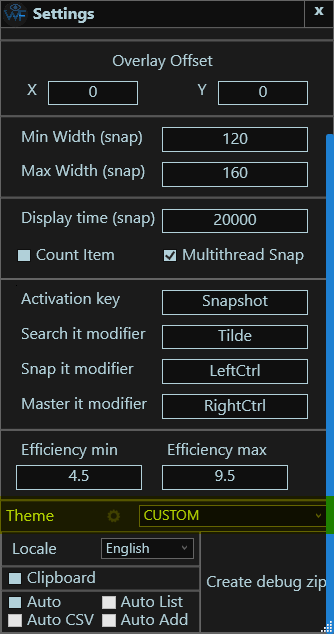 Settings x
Overlay Offset
X 0 Y 0
Min Width (snap) 120
Max Width (snap) 160
Display time (snap) 20000
Count Item Multithread Snap
Activation key Snapshot
Search it modifier Tilde
Snap it modifier LeftCtrl
Master it modifier RightCtrl
Efficiency min Efficiency max
4.5 9.5
Theme CUSTOM
Locale English
Clipboard
Create debug zip
Auto Auto List
Auto CSV Auto Add